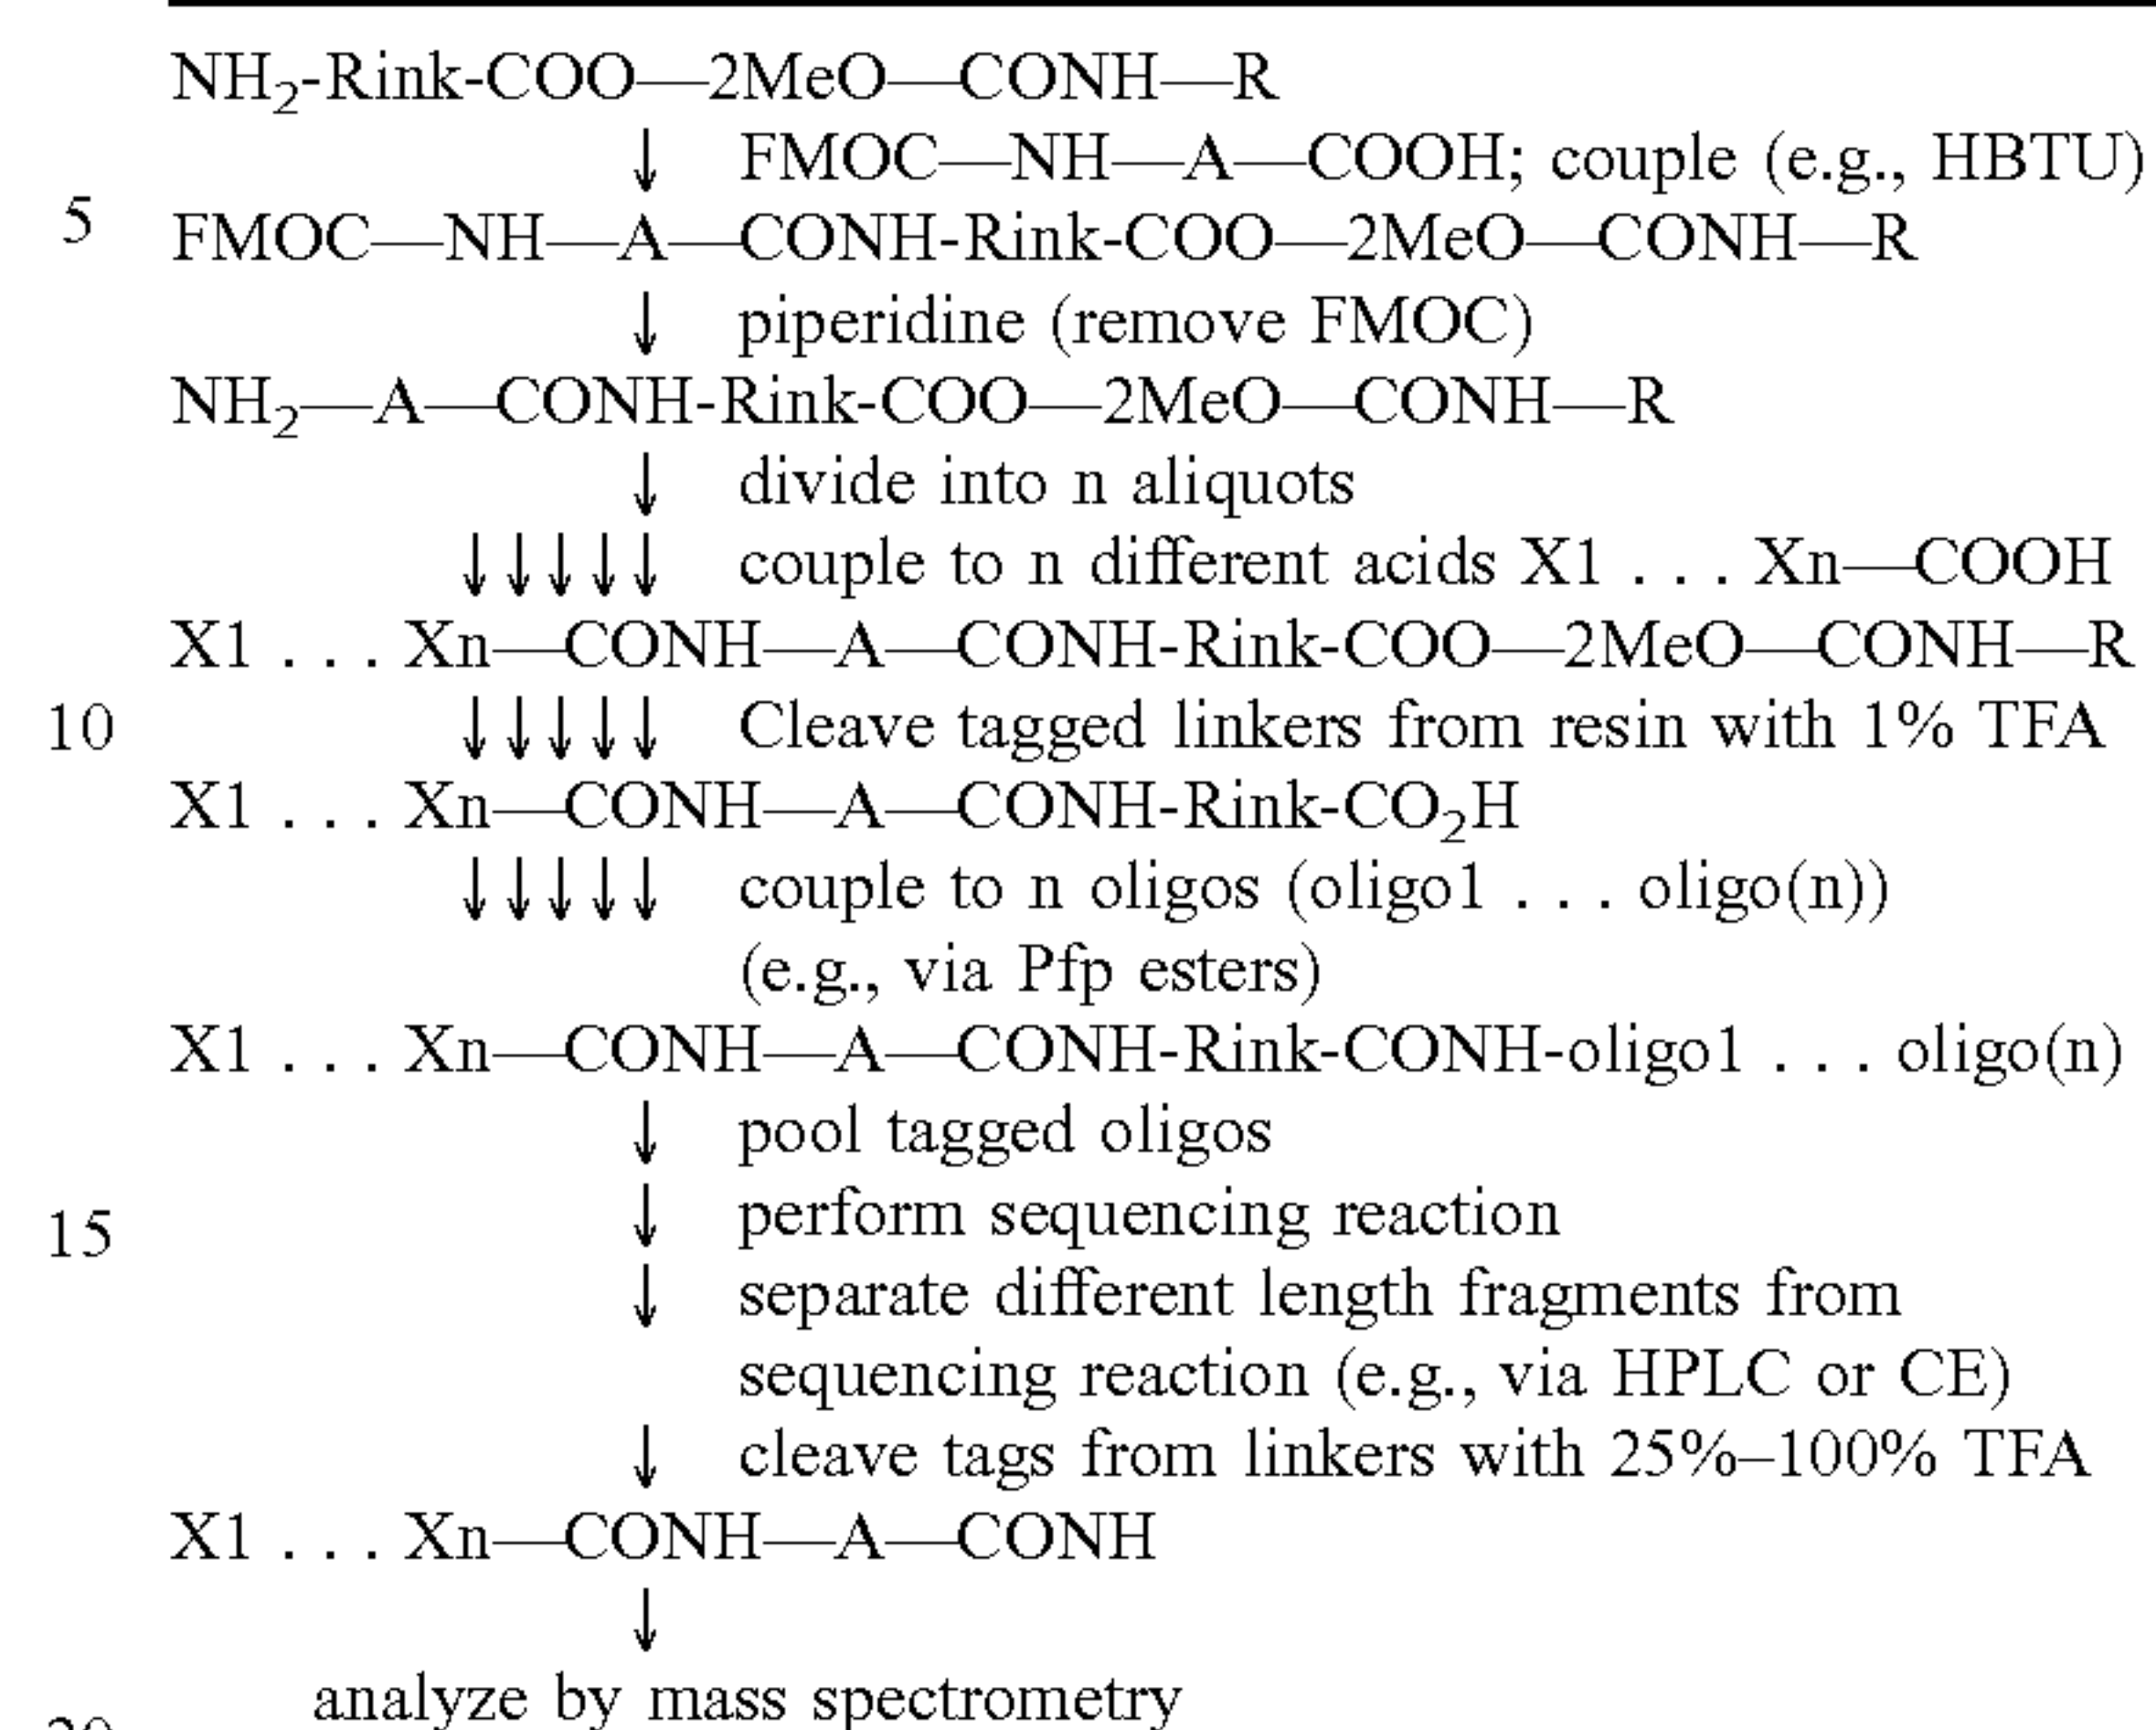 NH₂-Rink-COO—2MeO—CONH—R
↓ FMOC—NH—A—COOH; couple (e.g., HBTU)
5 FMOC—NH—A—CONH-Rink-COO—2MeO—CONH—R
↓ piperidine (remove FMOC)
NH₂—A—CONH-Rink-COO—2MeO—CONH—R
↓ divide into n aliquots
↓↓↓↓↓ couple to n different acids X1 . . . Xn—COOH
X1 . . . Xn—CONH—A—CONH-Rink-COO—2MeO—CONH—R
10 ↓↓↓↓↓ Cleave tagged linkers from resin with 1% TFA
X1 . . . Xn—CONH—A—CONH-Rink-CO₂H
↓↓↓↓↓ couple to n oligos (oligo1 . . . oligo(n))
(e.g., via Pfp esters)
X1 . . . Xn—CONH—A—CONH-Rink-CONH-oligo1 . . . oligo(n)
↓ pool tagged oligos
15 ↓ perform sequencing reaction
↓ separate different length fragments from
sequencing reaction (e.g., via HPLC or CE)
↓ cleave tags from linkers with 25%–100% TFA
X1 . . . Xn—CONH—A—CONH
↓
analyze by mass spectrometry